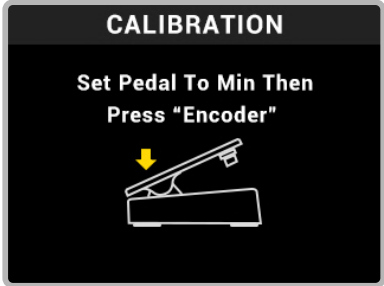 CALIBRATION
Set Pedal To Min Then
Press “Encoder”